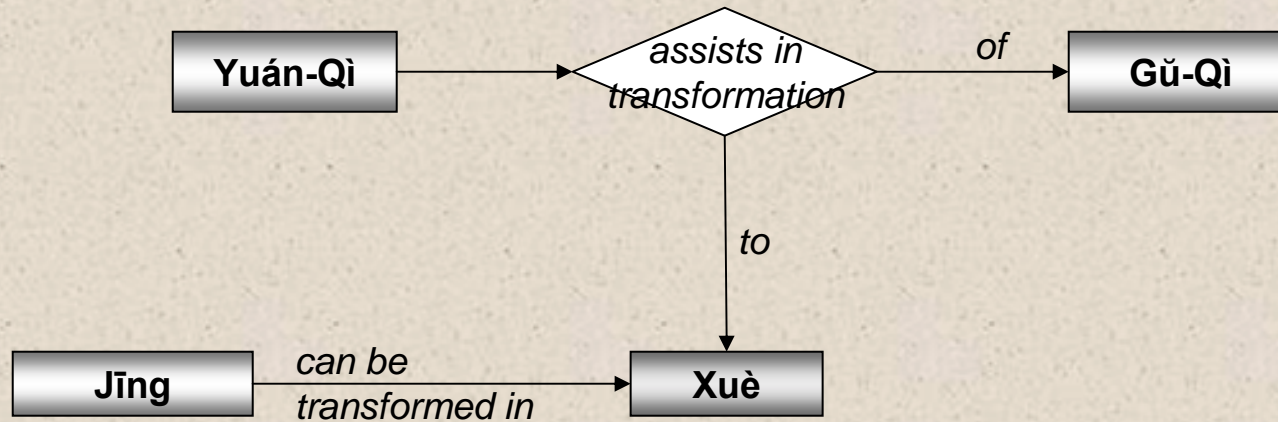 Yuán-Qì
assists in
transformation
of
Gŭ-Qì
to
Jīng
can be
transformed in
Xuè